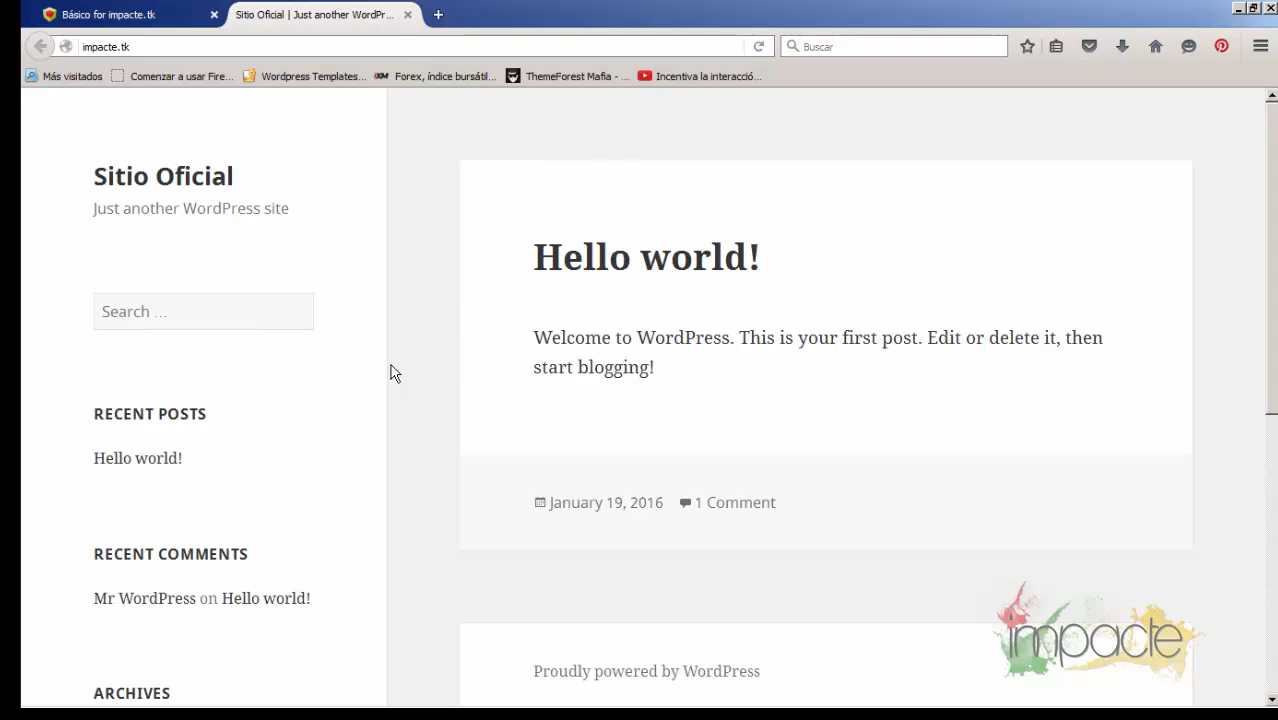 Básico for impacte.tk
Sitio Oficial | Just another WordPr...
impacte.tk
Buscar
Más visitados
Comenzar a usar Fire...
Wordpress Templates...
Forex, índice bursátil...
ThemeForest Mafia - ...
Incentiva la interacció...
Sitio Oficial
Just another WordPress site
Search ...
RECENT POSTS
Hello world!
RECENT COMMENTS
Mr WordPress on Hello world!
ARCHIVES
Hello world!
Welcome to WordPress. This is your first post. Edit or delete it, then
start blogging!
January 19, 2016
1 Comment
Proudly powered by WordPress
impacte